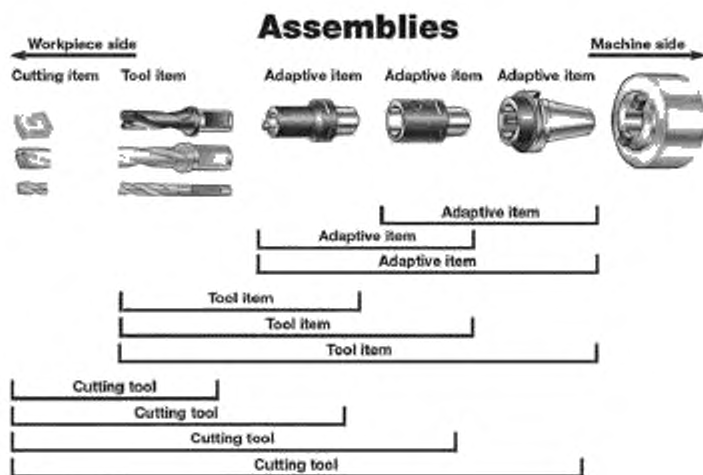 Assemblies
Workpiece side
Machine side
Cutting item
Tool item
Adaptive item
Adaptive item
Adaptive item
Adaptive item
Adaptive item
Adaptive item
Tool item
Tool item
Tool item
Cutting tool
Cutting tool
Cutting tool
Cutting tool